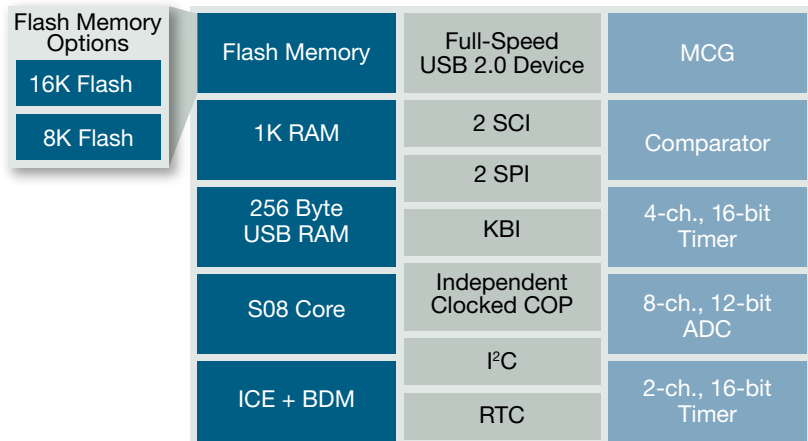 Flash Memory
Options
16K Flash
8K Flash
Flash Memory
1K RAM
256 Byte
USB RAM
S08 Core
ICE + BDM
Full-Speed
USB 2.0 Device
2 SCI
2 SPI
KBI
Independent
Clocked COP
I²C
RTC
MCG
Comparator
4-ch., 16-bit
Timer
8-ch., 12-bit
ADC
2-ch., 16-bit
Timer